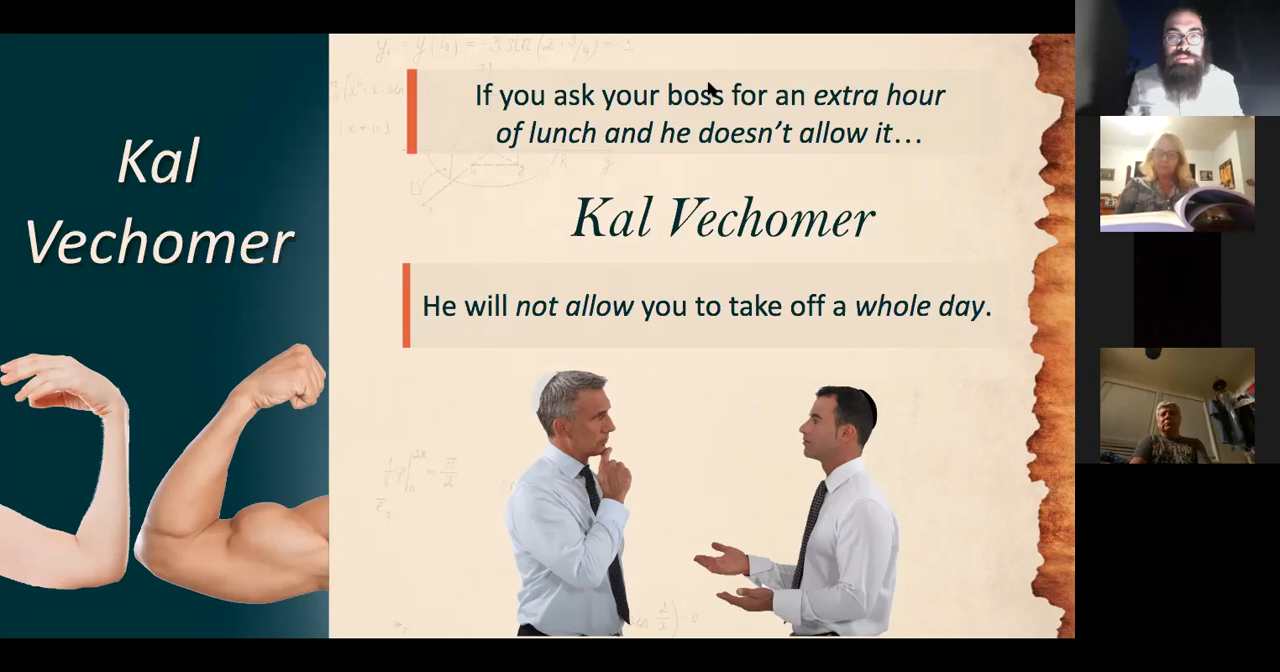 Kal
Vechomer
If you ask your boss for an extra hour
of lunch and he doesn’t allow it…
Kal Vechomer
He will not allow you to take off a whole day.